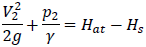 V₂²/2g + p₂/γ = H_at − H_s